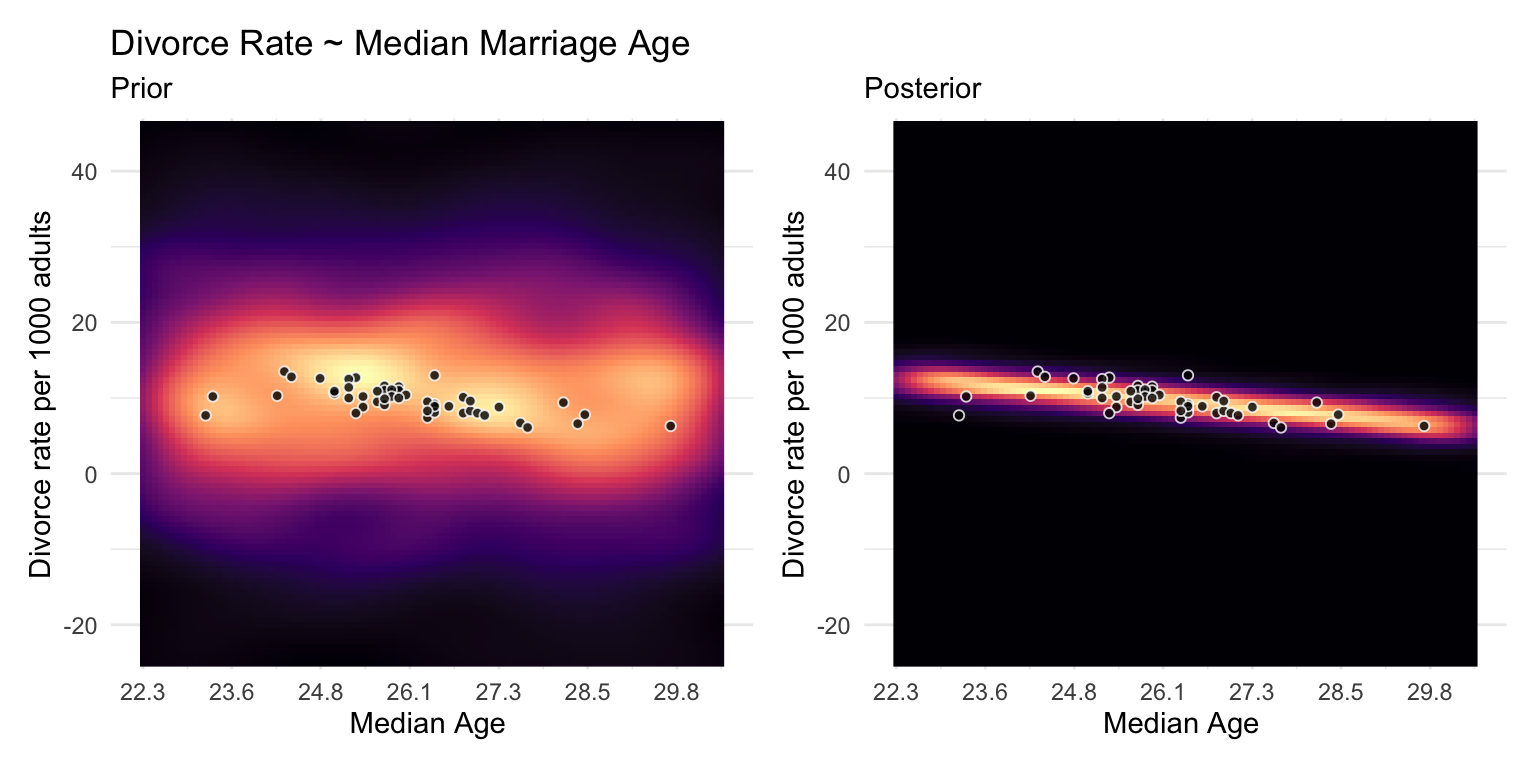 Divorce Rate ~ Median Marriage Age
Prior
Divorce rate per 1000 adults
40
20
0
-20
22.3 23.6 24.8 26.1 27.3 28.5 29.8
Median Age
Posterior
Divorce rate per 1000 adults
40
20
0
-20
22.3 23.6 24.8 26.1 27.3 28.5 29.8
Median Age